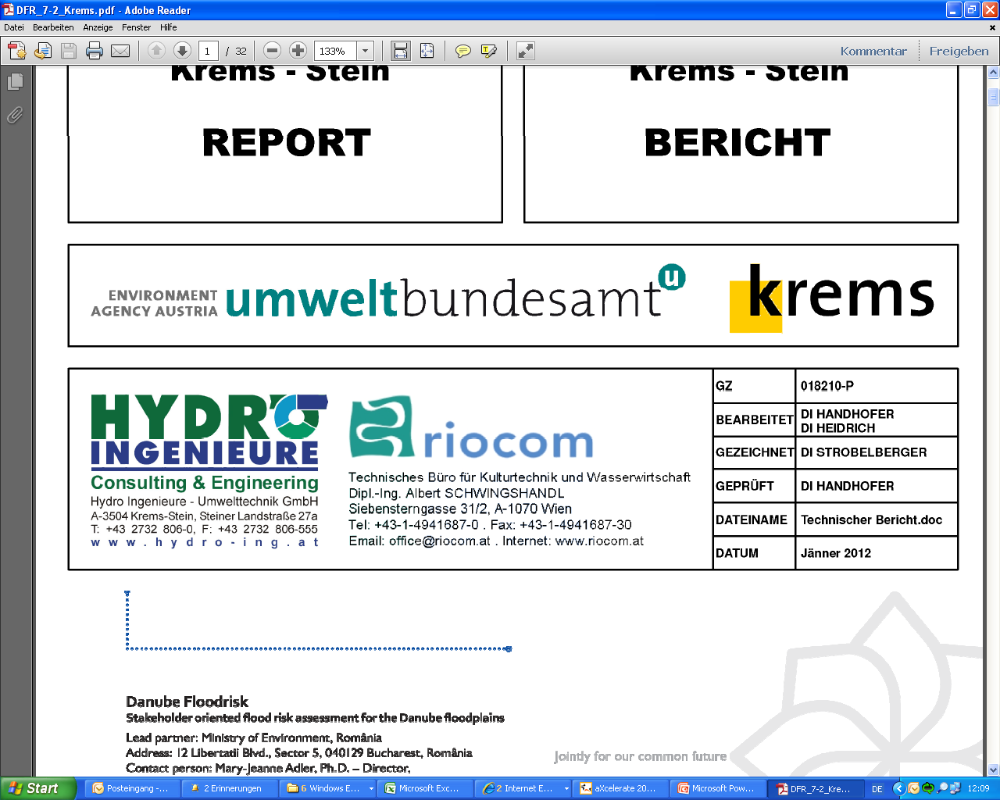 DFR_7-2_Krems.pdf - Adobe Reader
Datei Bearbeiten Anzeige Fenster Hilfe
1 / 32 133% Kommentar Freigeben
Krems - Stein
REPORT
Krems - Stein
BERICHT
ENVIRONMENT
AGENCY AUSTRIA
umweltbundesamt
u
krems
HYDRO
INGENIEURE
Consulting & Engineering
Hydro Ingenieure - Umwelttechnik GmbH
A-3504 Krems-Stein, Steiner Landstraße 27a
T: +43 2732 806-0, F: +43 2732 806-555
www.hydro-ing.at
riocom
Technisches Büro für Kulturtechnik und Wasserwirtschaft
Dipl.-Ing. Albert SCHWINGSHANDL
Siebensterngasse 31/2, A-1070 Wien
Tel: +43-1-4941687-0 . Fax: +43-1-4941687-30
Email: office@riocom.at . Internet: www.riocom.at
GZ 018210-P
BEARBEITET DI HANDHOFER
DI HEIDRICH
GEZEICHNET DI STROBELBERGER
GEPRÜFT DI HANDHOFER
DATEINAME Technischer Bericht.doc
DATUM Jänner 2012
Danube Floodrisk
Stakeholder oriented flood risk assessment for the Danube floodplains
Lead partner: Ministry of Environment, România
Address: 12 Libertatii Blvd., Sector 5, 040129 Bucharest, România
Contact person: Mary-Jeanne Adler, Ph.D. – Director,
Jointly for our common future
Start Posteingang -... 2 Erinnerungen 6 Windows E... Microsoft Exc... 2 Internet E... aXcelerate 20... Microsoft Pow... DFR_7-2_Kre... DE 12:09